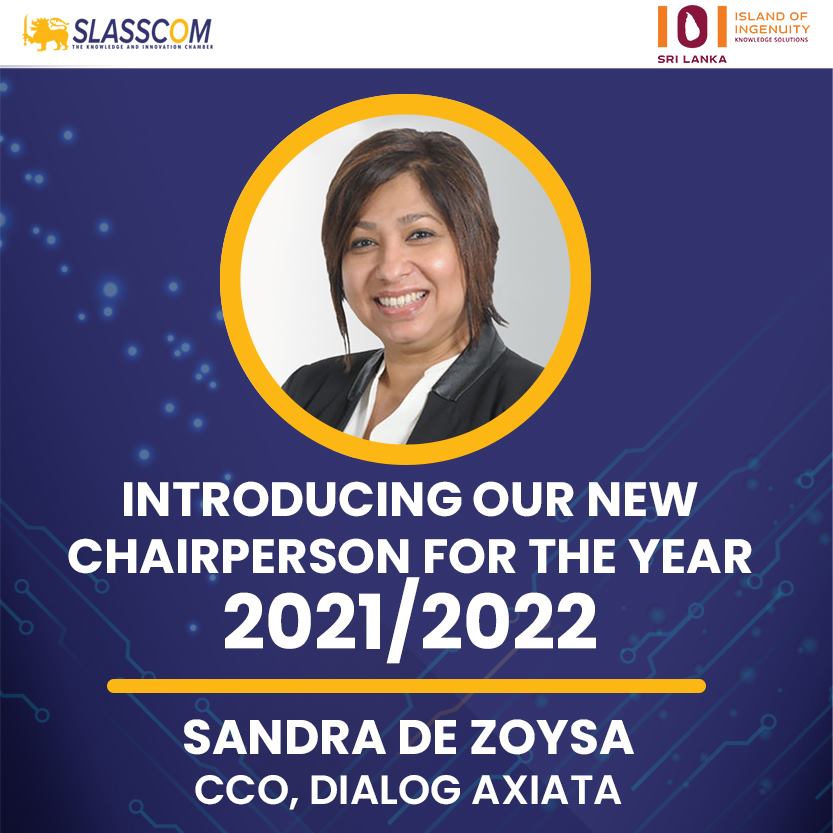 SLASSCOM
THE KNOWLEDGE AND INNOVATION CHAMBER
IOI
SRI LANKA
ISLAND OF
INGENUITY
KNOWLEDGE SOLUTIONS
INTRODUCING OUR NEW
CHAIRPERSON FOR THE YEAR
2021/2022
SANDRA DE ZOYSA
CCO, DIALOG AXIATA